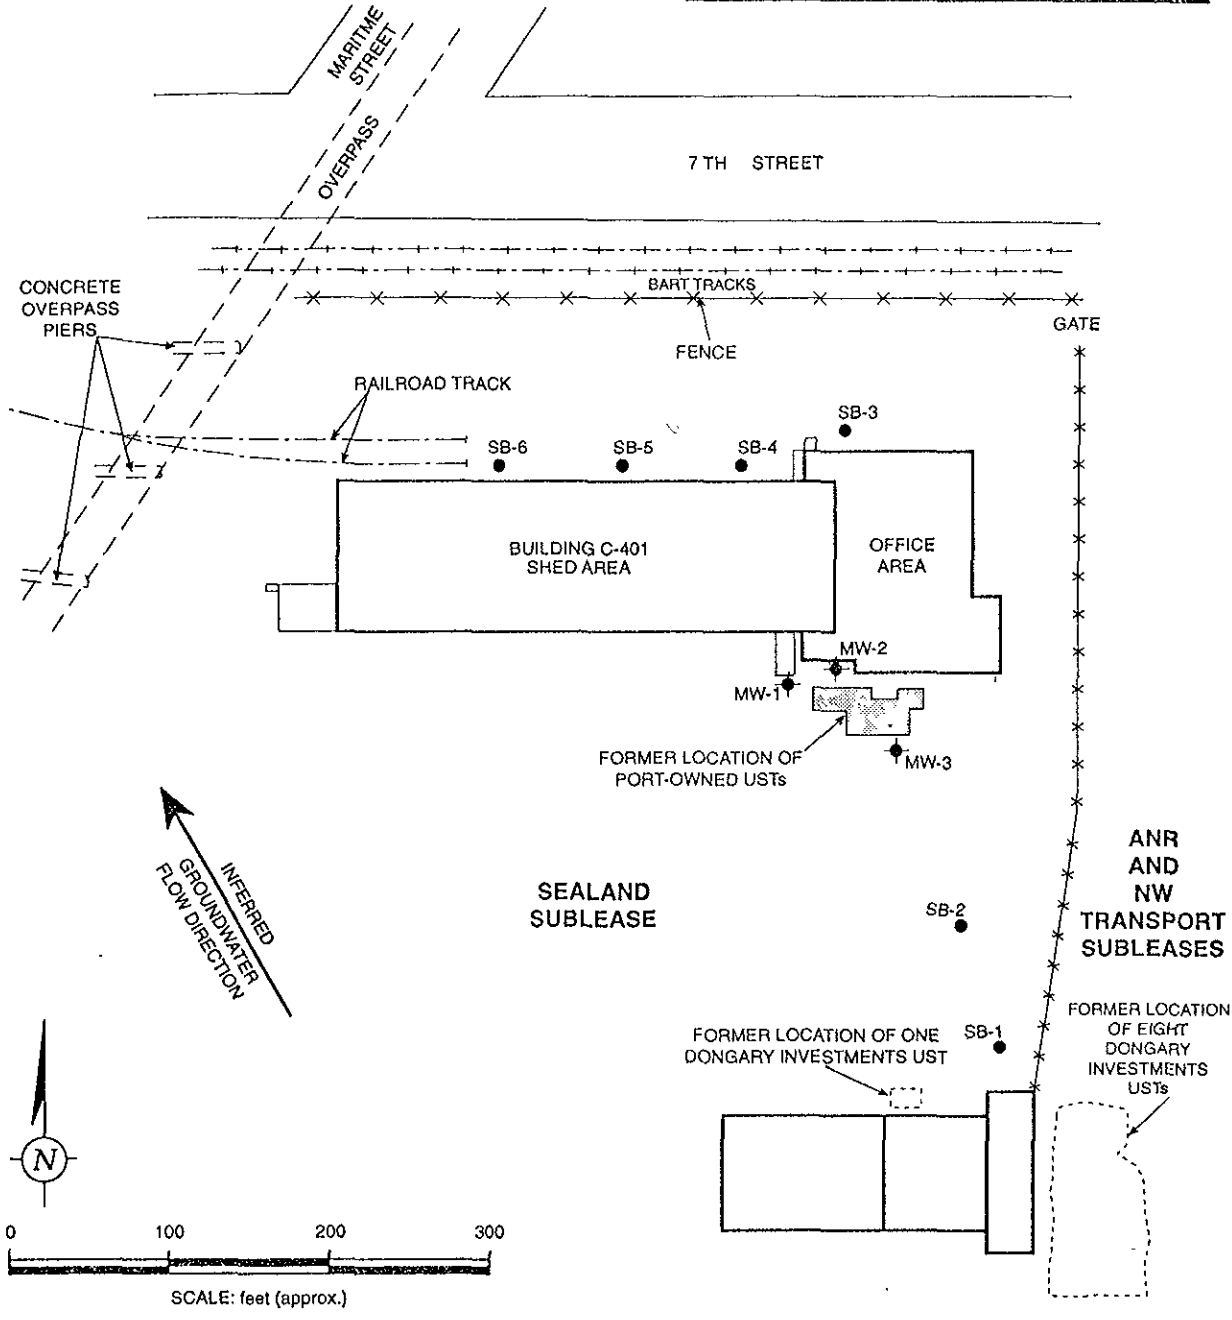 MARITME
STREET
OVERPASS
7 TH STREET
BART TRACKS
CONCRETE
OVERPASS
PIERS
FENCE
GATE
RAILROAD TRACK
SB-3
SB-6
SB-5
SB-4
BUILDING C-401
SHED AREA
OFFICE
AREA
MW-2
MW-1
MW-3
FORMER LOCATION OF
PORT-OWNED USTs
INFERRED
GROUNDWATER
FLOW DIRECTION
SEALAND
SUBLEASE
ANR
AND
NW
TRANSPORT
SUBLEASES
SB-2
SB-1
FORMER LOCATION OF ONE
DONGARY INVESTMENTS UST
FORMER LOCATION
OF EIGHT
DONGARY
INVESTMENTS
USTs
N
0 100 200 300
SCALE: feet (approx.)